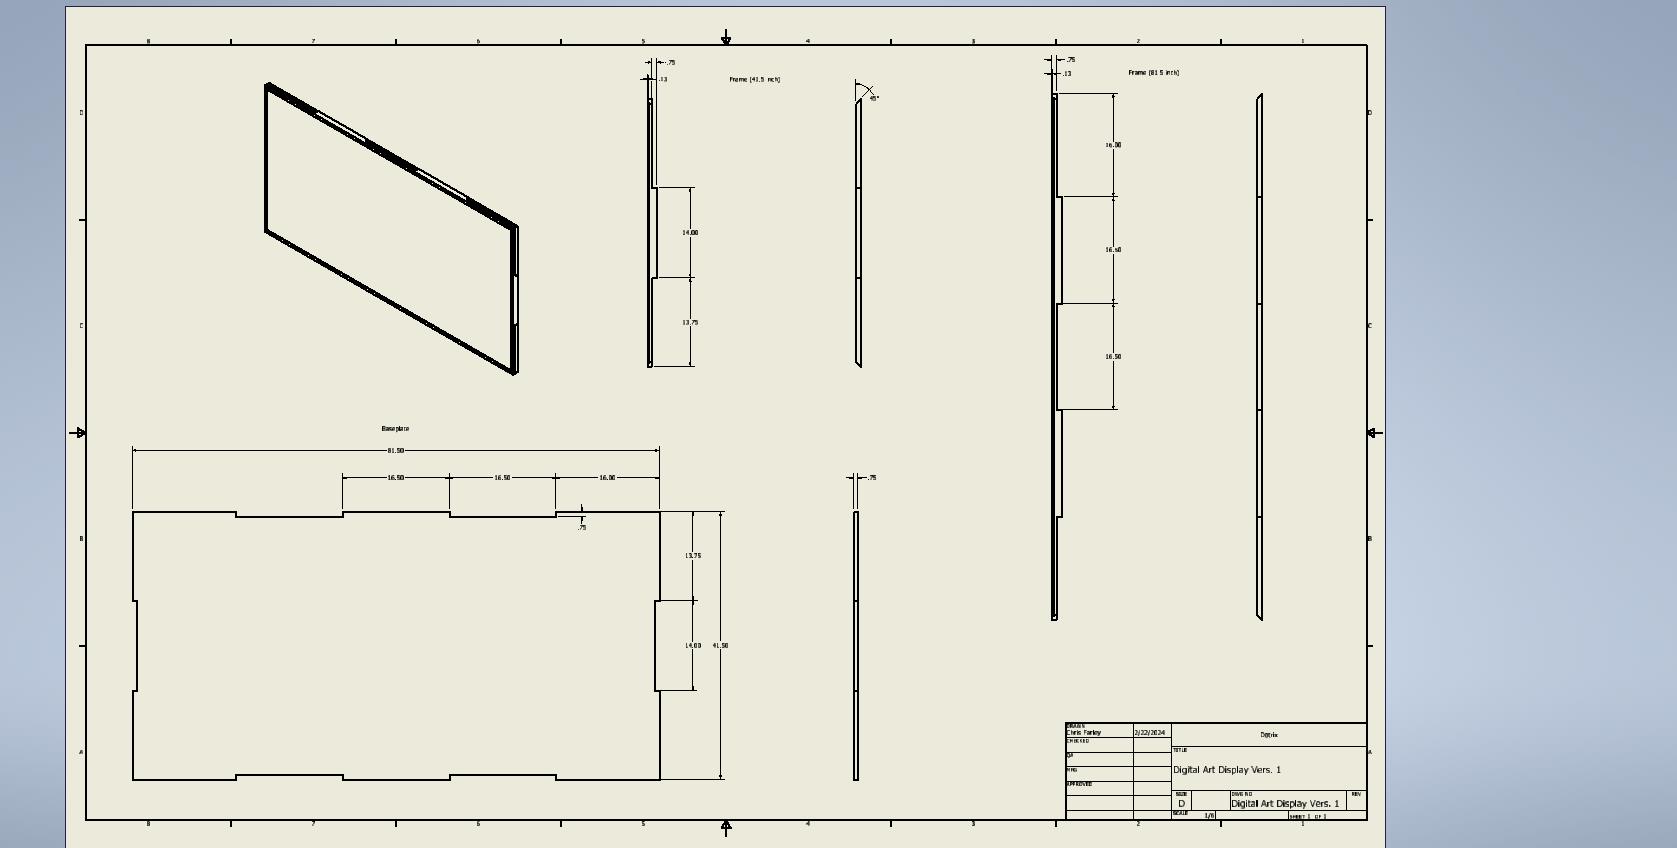 8 7 6 5 4 3 2 1
.75
.13
Frame (41.5 inch)
45°
.75
.13
Frame (81.5 inch)
D
D
16.00
14.00
16.50
13.75
C
C
16.50
Baseplate
81.50
16.50 16.50 16.00
.75
.75
B
B
13.75
14.00 41.50
A
A
DRAWN
Chris Farley 2/22/2024
CHECKED
QA
MFG
APPROVED
TITLE
Digital Art Display Vers. 1
SIZE
D
DWG NO
Digital Art Display Vers. 1
REV
SCALE 1/6
SHEET 1 OF 1
8 7 6 5 4 3 2 1